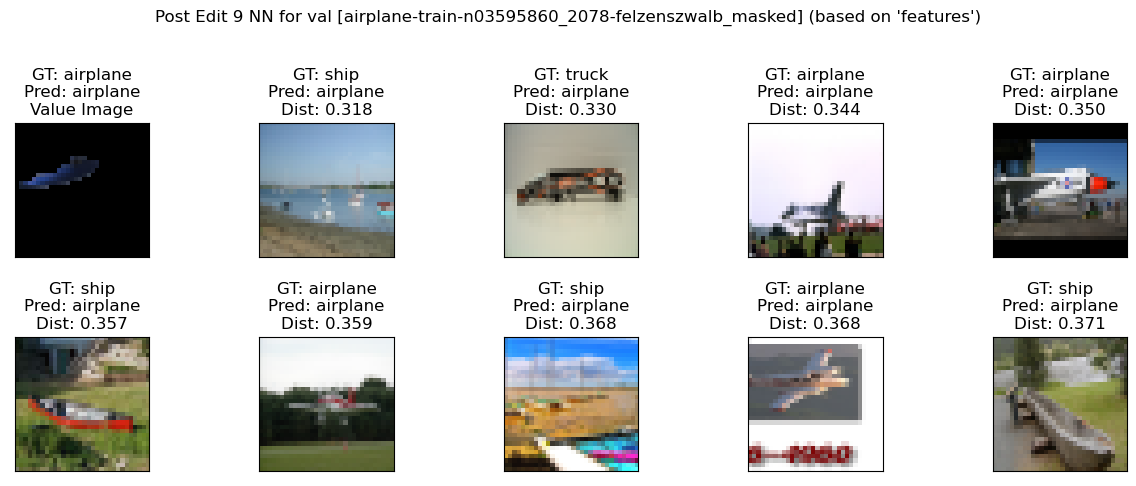 Post Edit 9 NN for val [airplane-train-n03595860_2078-felzenszwalb_masked] (based on 'features')
GT: airplane
Pred: airplane
Value Image
GT: ship
Pred: airplane
Dist: 0.318
GT: truck
Pred: airplane
Dist: 0.330
GT: airplane
Pred: airplane
Dist: 0.344
GT: airplane
Pred: airplane
Dist: 0.350
GT: ship
Pred: airplane
Dist: 0.357
GT: airplane
Pred: airplane
Dist: 0.359
GT: ship
Pred: airplane
Dist: 0.368
GT: airplane
Pred: airplane
Dist: 0.368
GT: ship
Pred: airplane
Dist: 0.371